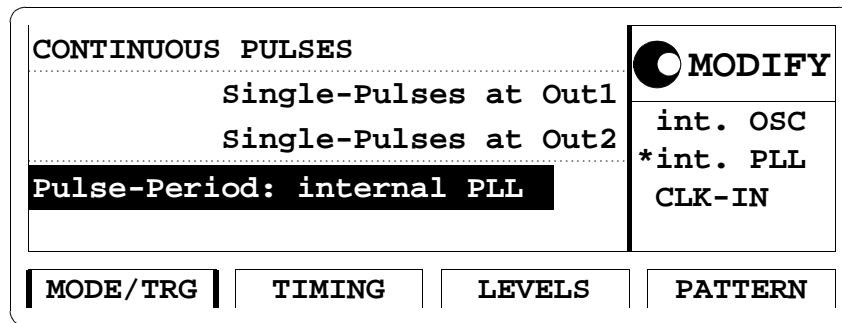 CONTINUOUS PULSES
Single-Pulses at Out1
Single-Pulses at Out2
Pulse-Period: internal PLL
MODIFY
int. OSC
*int. PLL
CLK-IN
MODE/TRG
TIMING
LEVELS
PATTERN